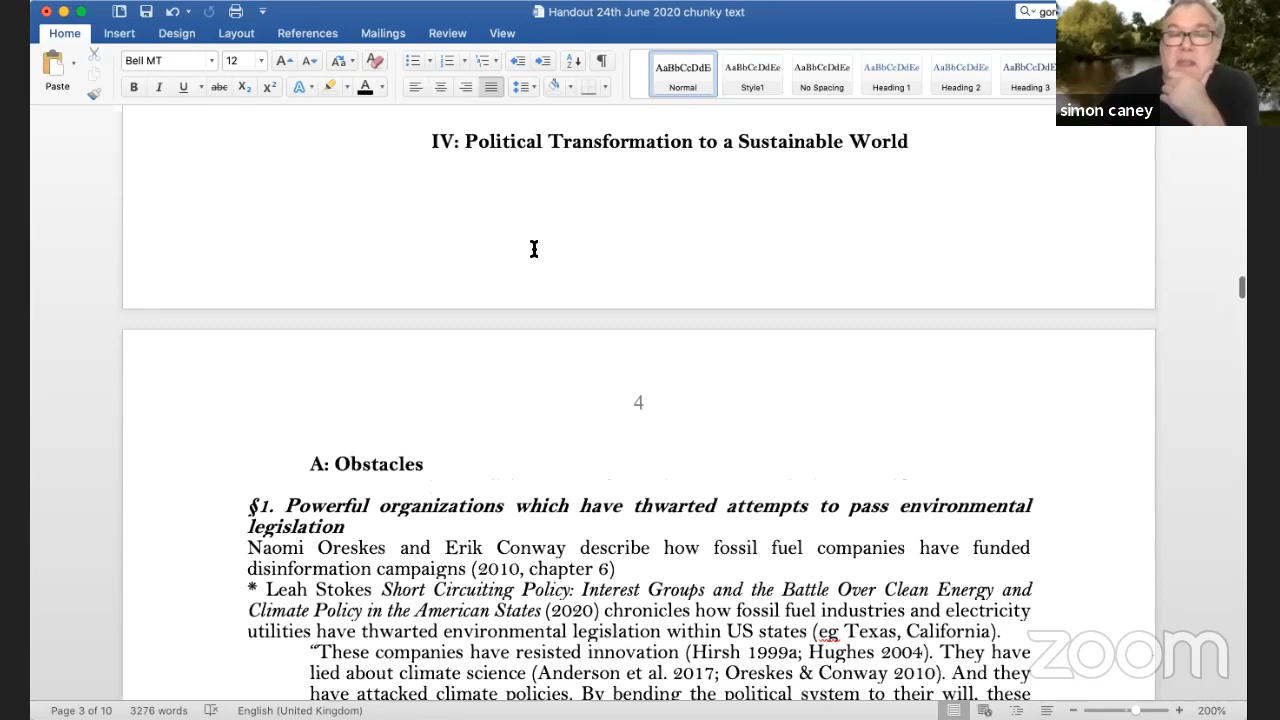 Handout 24th June 2020 chunky text
gor
Home Insert Design Layout References Mailings Review View
Paste
Bell MT 12
AaBbCcDdE AaBbCcDdEe AaBbCcDdEe AaBbCcDdEe AaBbCcDdEe AaBbCcDdEe
Normal Style1 No Spacing Heading 1 Heading 2 Heading 3
simon caney
IV: Political Transformation to a Sustainable World
4
A: Obstacles
§1. Powerful organizations which have thwarted attempts to pass environmental
legislation
Naomi Oreskes and Erik Conway describe how fossil fuel companies have funded
disinformation campaigns (2010, chapter 6)
* Leah Stokes Short Circuiting Policy: Interest Groups and the Battle Over Clean Energy and
Climate Policy in the American States (2020) chronicles how fossil fuel industries and electricity
utilities have thwarted environmental legislation within US states (eg Texas, California).
“These companies have resisted innovation (Hirsh 1999a; Hughes 2004). They have
lied about climate science (Anderson et al. 2017; Oreskes & Conway 2010). And they
have attacked climate policies. By bending the political system to their will, these
zoom
Page 3 of 10 3276 words English (United Kingdom) 200%